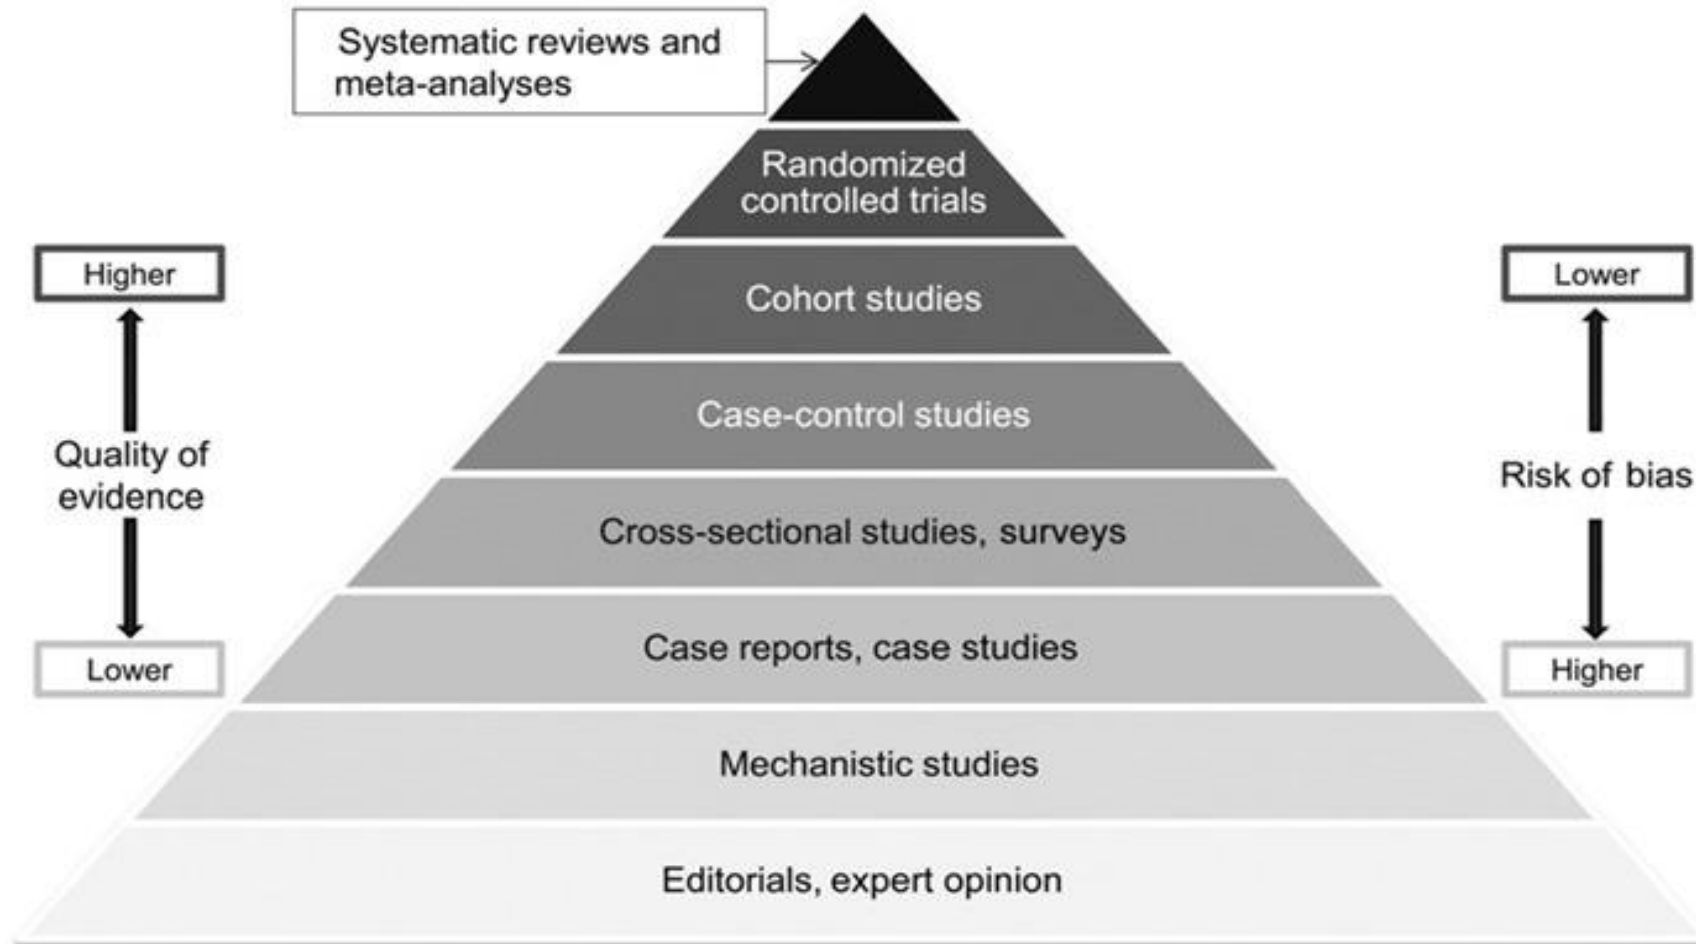 Systematic reviews and
meta-analyses
Randomized
controlled trials
Higher
Lower
Cohort studies
Case-control studies
Quality of
evidence
Risk of bias
Cross-sectional studies, surveys
Case reports, case studies
Lower
Higher
Mechanistic studies
Editorials, expert opinion